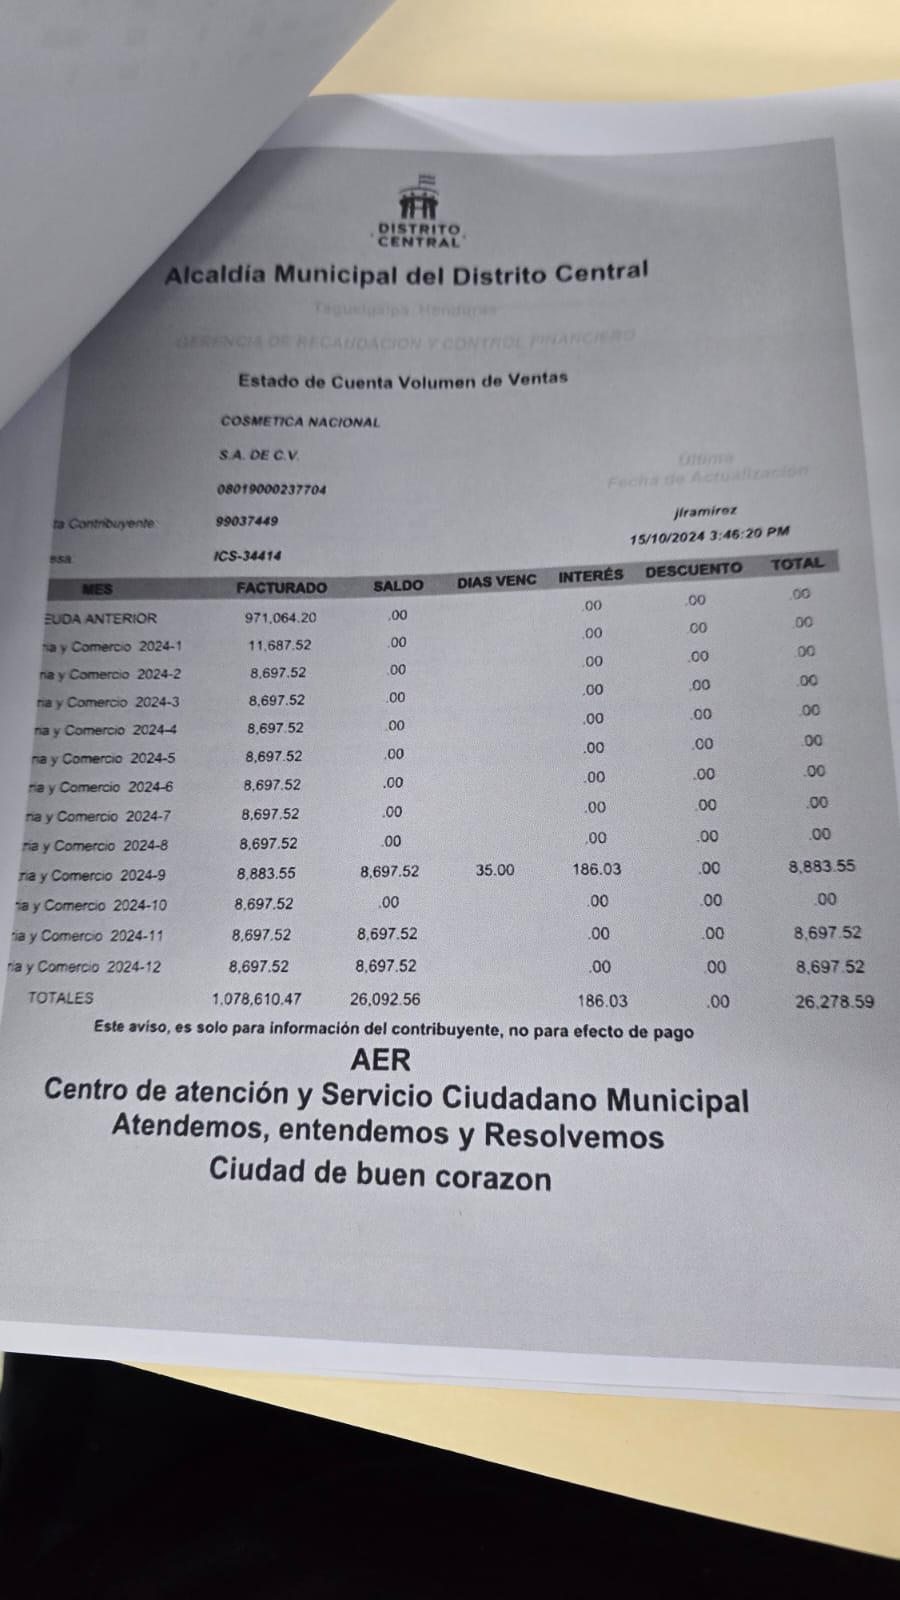 DISTRITO
CENTRAL
Alcaldía Municipal del Distrito Central
Tegucigalpa, Honduras
GERENCIA DE RECAUDACION Y CONTROL FINANCIERO
Estado de Cuenta Volumen de Ventas
COSMETICA NACIONAL
S.A. DE C.V.
08019000237704
Última
Fecha de Actualización
ta Contribuyente: 99037449
jlramirez
esa: ICS-34414
15/10/2024 3:46:20 PM
MES FACTURADO SALDO DIAS VENC INTERÉS DESCUENTO TOTAL
EUDA ANTERIOR 971,064.20 .00 .00 .00 .00
ria y Comercio 2024-1 11,687.52 .00 .00 .00 .00
ria y Comercio 2024-2 8,697.52 .00 .00 .00 .00
ria y Comercio 2024-3 8,697.52 .00 .00 .00 .00
ria y Comercio 2024-4 8,697.52 .00 .00 .00 .00
ria y Comercio 2024-5 8,697.52 .00 .00 .00 .00
ria y Comercio 2024-6 8,697.52 .00 .00 .00 .00
ria y Comercio 2024-7 8,697.52 .00 .00 .00 .00
ria y Comercio 2024-8 8,697.52 .00 .00 .00 .00
ria y Comercio 2024-9 8,883.55 8,697.52 35.00 186.03 .00 8,883.55
ria y Comercio 2024-10 8,697.52 .00 .00 .00 .00
ria y Comercio 2024-11 8,697.52 8,697.52 .00 .00 8,697.52
ria y Comercio 2024-12 8,697.52 8,697.52 .00 .00 8,697.52
TOTALES 1,078,610.47 26,092.56 186.03 .00 26,278.59
Este aviso, es solo para información del contribuyente, no para efecto de pago
AER
Centro de atención y Servicio Ciudadano Municipal
Atendemos, entendemos y Resolvemos
Ciudad de buen corazon